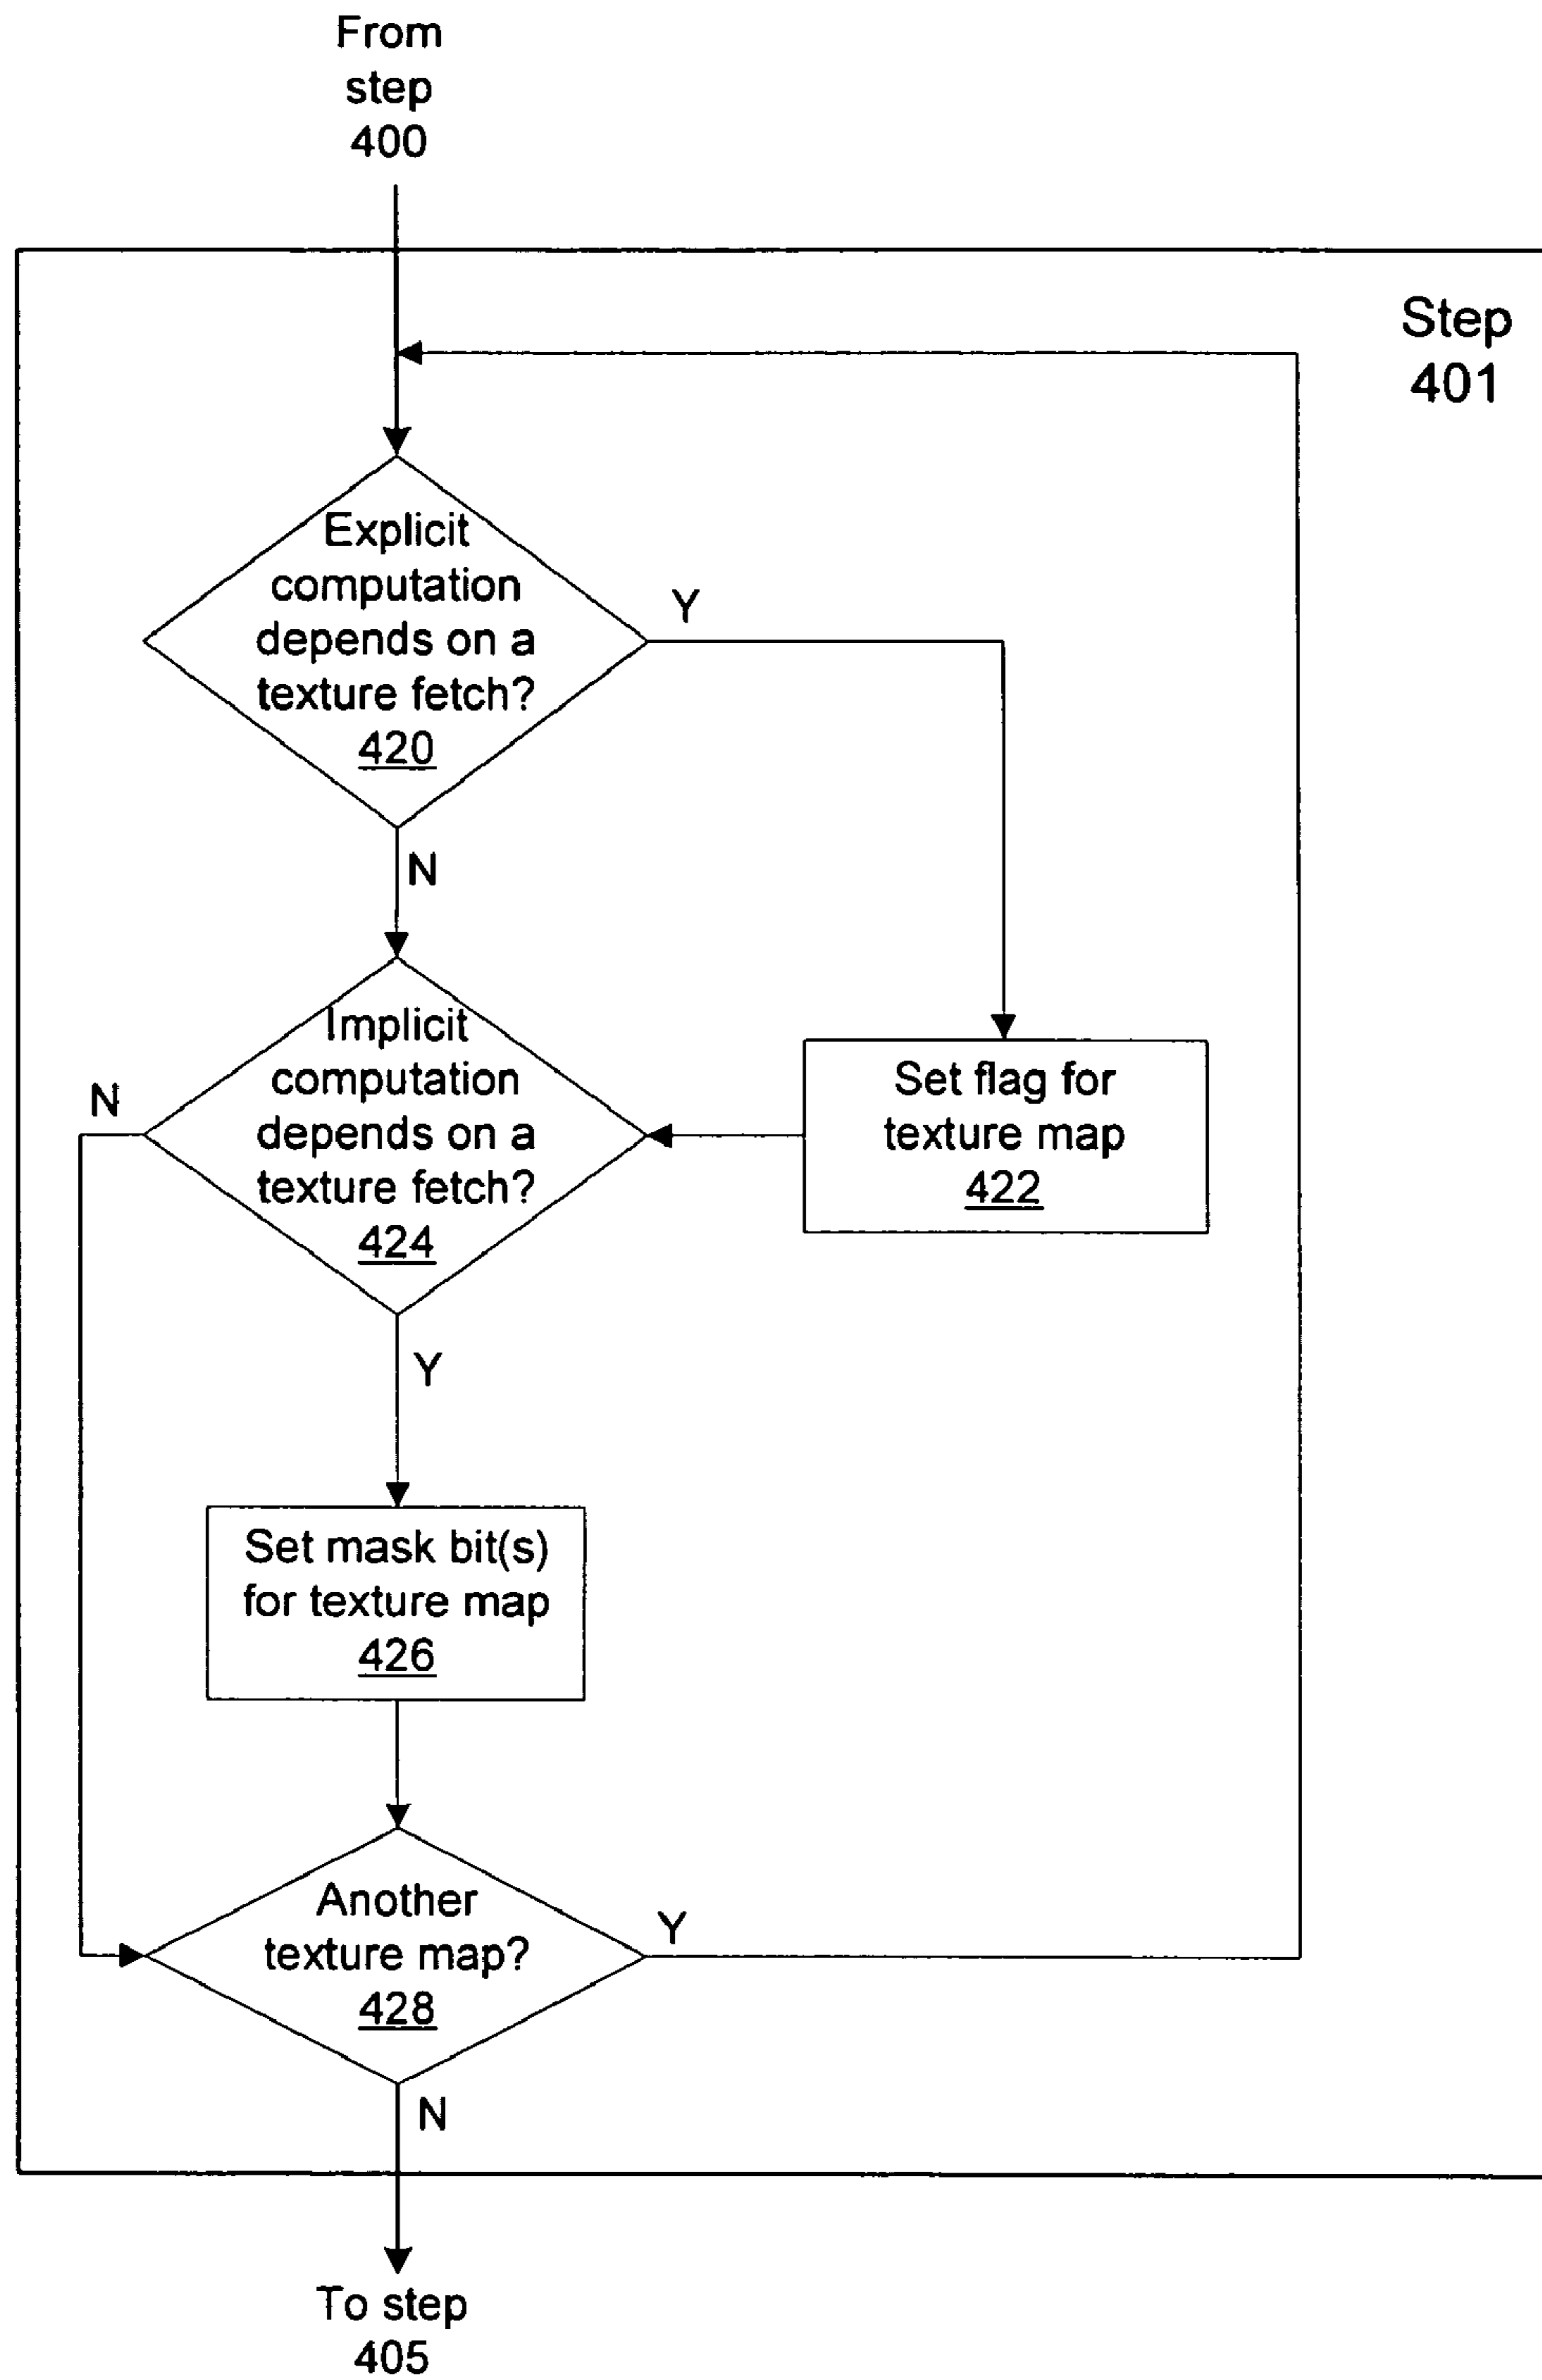 From
step
400
Step
401
Explicit
computation
depends on a
texture fetch?
420
Y
N
Implicit
computation
depends on a
texture fetch?
424
N
Set flag for
texture map
422
Y
Set mask bit(s)
for texture map
426
Another
texture map?
428
Y
N
To step
405